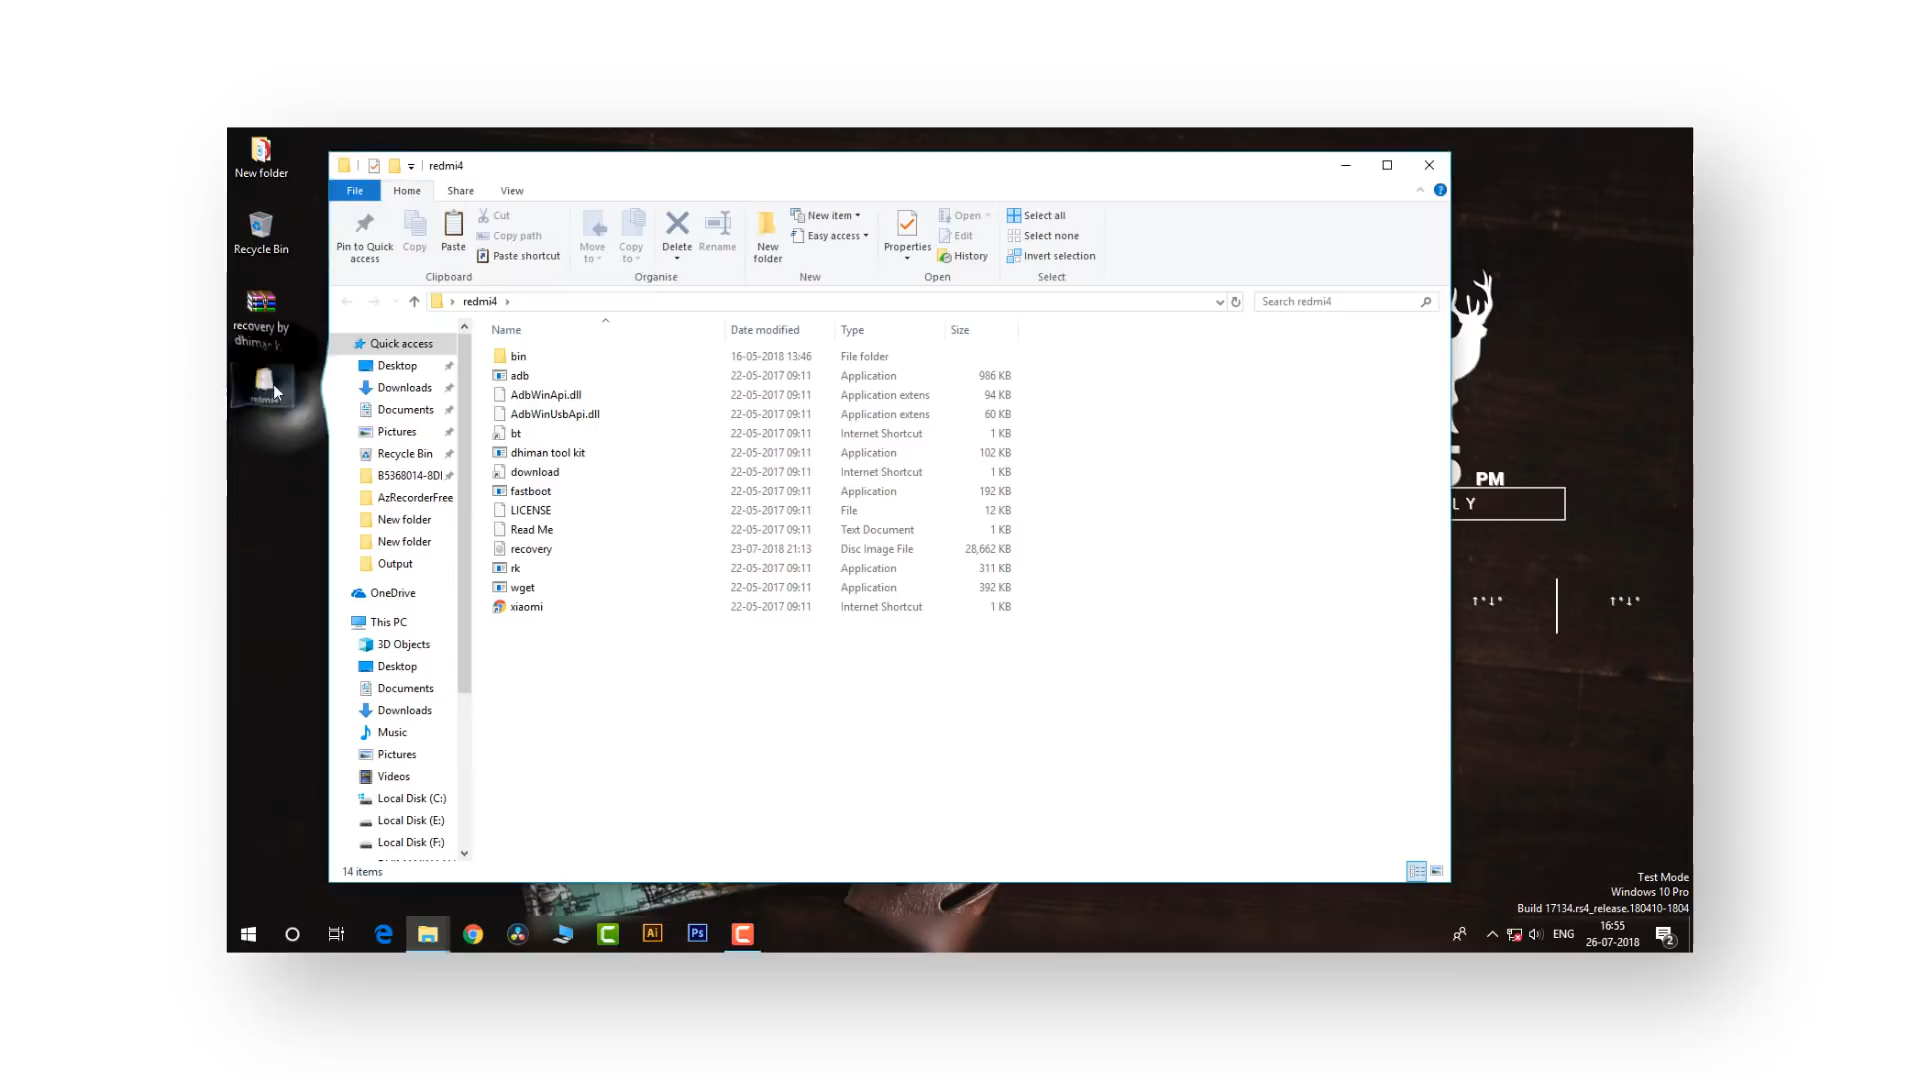 New folder
Recycle Bin
recovery by
redmi4
File
Home
Share
View
Pin to Quick
access
Copy
Paste
Cut
Copy path
Paste shortcut
Clipboard
Move
to
Copy
to
Delete
Rename
Organise
New
folder
New item
Easy access
New
Properties
Open
Edit
History
Open
Select all
Select none
Invert selection
Select
redmi4
Search redmi4
Quick access
Desktop
Downloads
Documents
Pictures
Recycle Bin
B5368014-8DI
AzRecorderFree
New folder
New folder
Output
OneDrive
This PC
3D Objects
Desktop
Documents
Downloads
Music
Pictures
Videos
Local Disk (C:)
Local Disk (E:)
Local Disk (F:)
Name Date modified Type Size
bin 16-05-2018 13:46 File folder
adb 22-05-2017 09:11 Application 986 KB
AdbWinApi.dll 22-05-2017 09:11 Application extens 94 KB
AdbWinUsbApi.dll 22-05-2017 09:11 Application extens 60 KB
bt 22-05-2017 09:11 Internet Shortcut 1 KB
dhiman tool kit 22-05-2017 09:11 Application 102 KB
download 22-05-2017 09:11 Internet Shortcut 1 KB
fastboot 22-05-2017 09:11 Application 192 KB
LICENSE 22-05-2017 09:11 File 12 KB
Read Me 22-05-2017 09:11 Text Document 1 KB
recovery 23-07-2018 21:13 Disc Image File 28,662 KB
rk 22-05-2017 09:11 Application 311 KB
wget 22-05-2017 09:11 Application 392 KB
xiaomi 22-05-2017 09:11 Internet Shortcut 1 KB
14 items
5 PM
L Y
Test Mode
Windows 10 Pro
Build 17134.rs4_release.180410-1804
Ai
Ps
ENG
16:55
26-07-2018
2